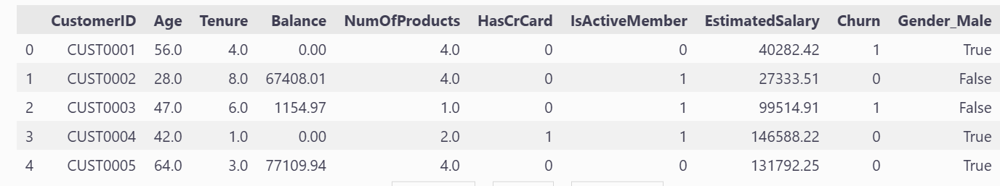 CustomerID Age Tenure Balance NumOfProducts HasCrCard IsActiveMember EstimatedSalary Churn Gender_Male
0 CUST0001 56.0 4.0 0.00 4.0 0 0 40282.42 1 True
1 CUST0002 28.0 8.0 67408.01 4.0 0 1 27333.51 0 False
2 CUST0003 47.0 6.0 1154.97 1.0 0 1 99514.91 1 False
3 CUST0004 42.0 1.0 0.00 2.0 1 1 146588.22 0 True
4 CUST0005 64.0 3.0 77109.94 4.0 0 0 131792.25 0 True